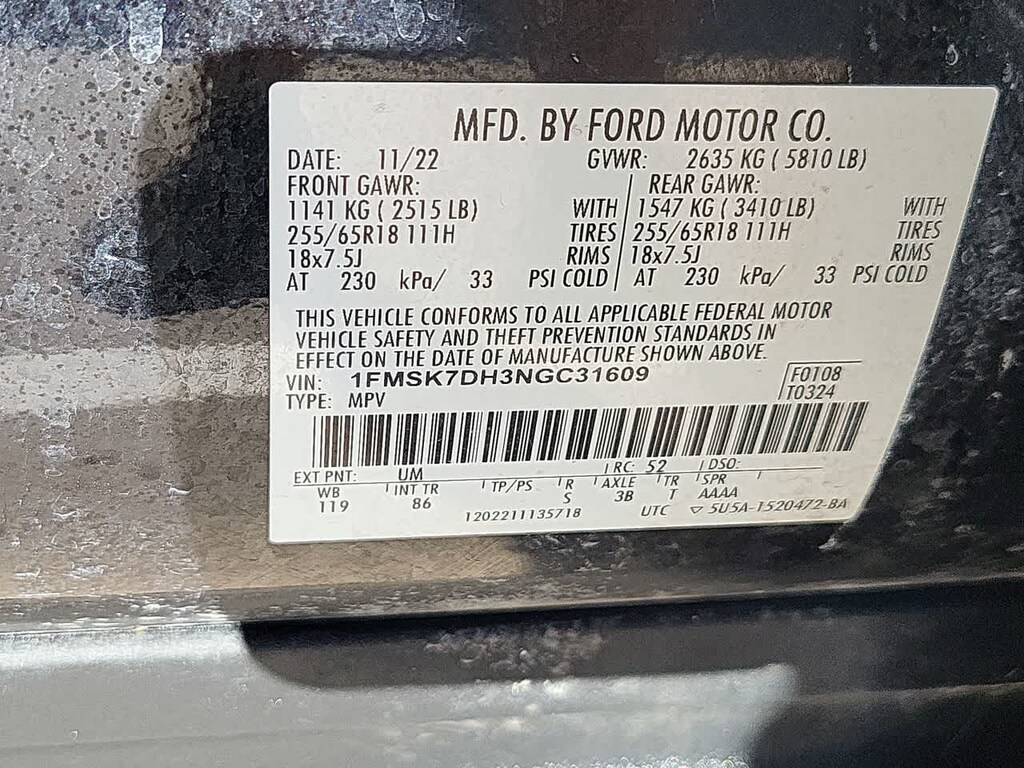 MFD. BY FORD MOTOR CO.
DATE: 11/22 GVWR: 2635 KG ( 5810 LB)
FRONT GAWR: REAR GAWR:
1141 KG ( 2515 LB) WITH 1547 KG ( 3410 LB) WITH
255/65R18 111H TIRES 255/65R18 111H TIRES
18x7.5J RIMS 18x7.5J RIMS
AT 230 kPa/ 33 PSI COLD AT 230 kPa/ 33 PSI COLD
THIS VEHICLE CONFORMS TO ALL APPLICABLE FEDERAL MOTOR
VEHICLE SAFETY AND THEFT PREVENTION STANDARDS IN
EFFECT ON THE DATE OF MANUFACTURE SHOWN ABOVE.
VIN: 1FMSK7DH3NGC31609 F0108
TYPE: MPV T0324
EXT PNT: UM RC: 52 DSO:
WB INT TR TP/PS R AXLE TR SPR
119 86 S 3B T AAAA
1202211135718 UTC ▽ 5U5A-1520472-BA